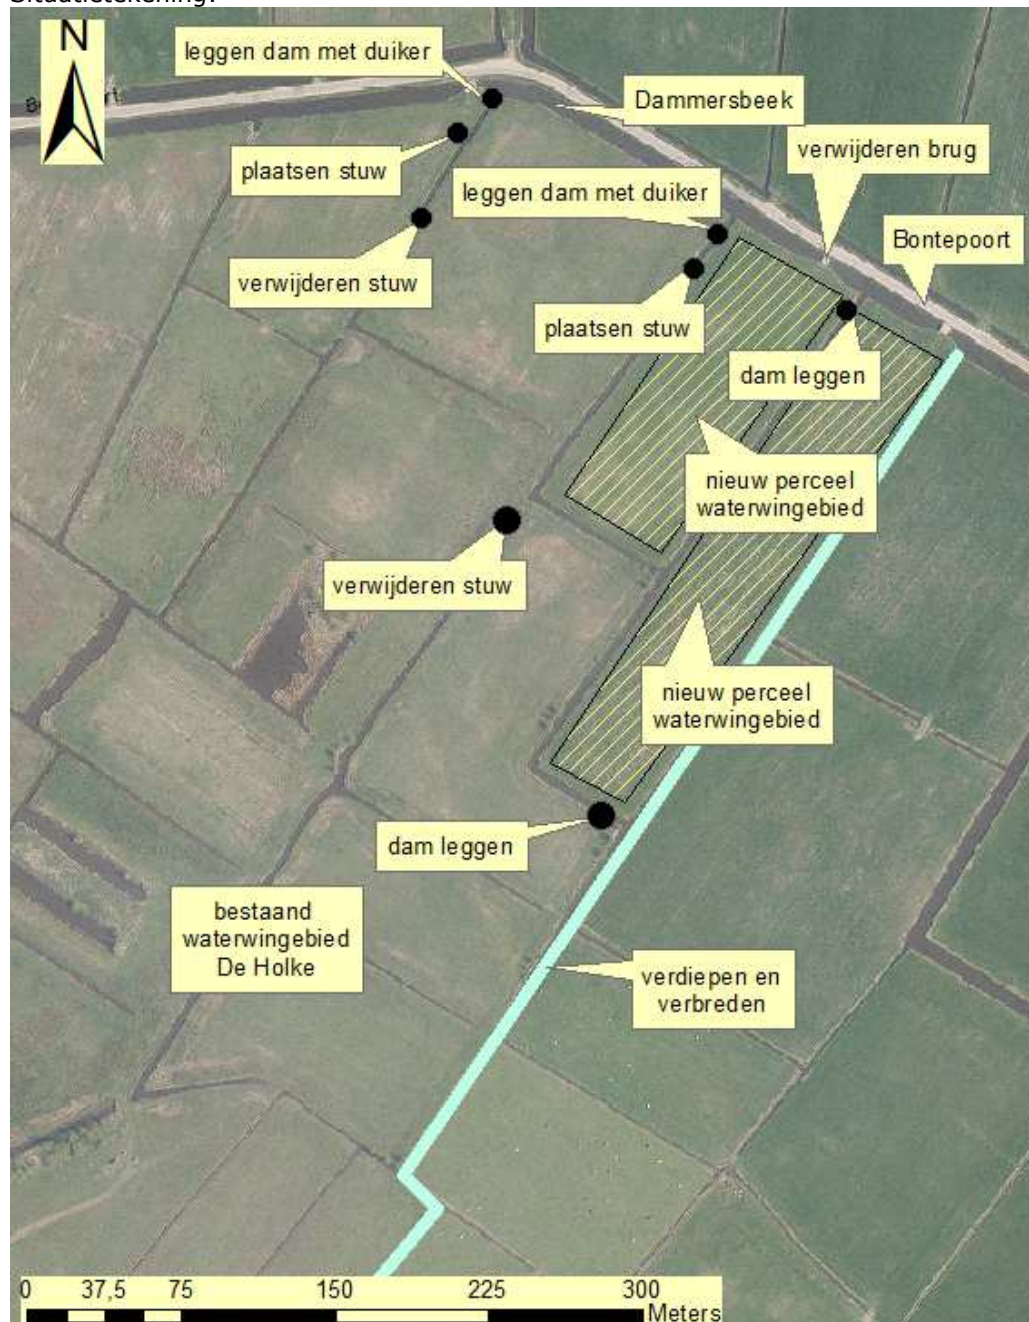 Situatietekening:
N
leggen dam met duiker
Dammersbeek
plaatsen stuw
verwijderen brug
leggen dam met duiker
Bontepoort
verwijderen stuw
plaatsen stuw
dam leggen
nieuw perceel
waterwingebied
verwijderen stuw
nieuw perceel
waterwingebied
dam leggen
bestaand
waterwingebied
De Holke
verdiepen en
verbreden
0 37,5 75 150 225 300
Meters